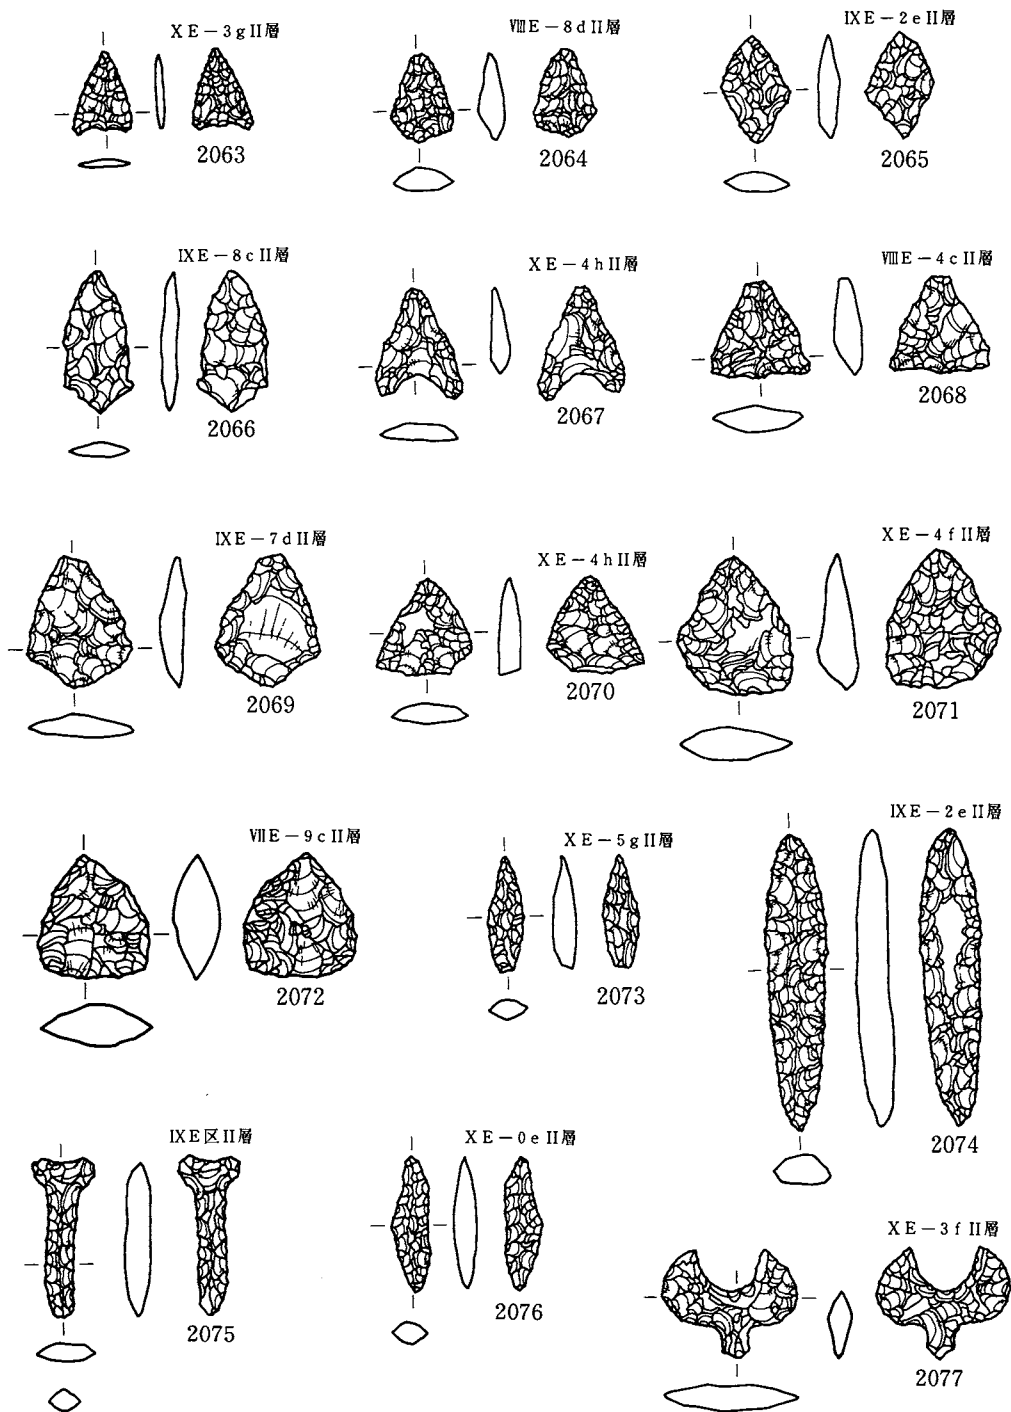 XE-3gII層
2063
VIIIE-8dII層
2064
IXE-2eII層
2065
IXE-8cII層
2066
XE-4hII層
2067
VIIIE-4cII層
2068
IXE-7dII層
2069
XE-4hII層
2070
XE-4fII層
2071
VIIE-9cII層
2072
XE-5gII層
2073
IXE-2eII層
2074
IXE区II層
2075
XE-0eII層
2076
XE-3fII層
2077